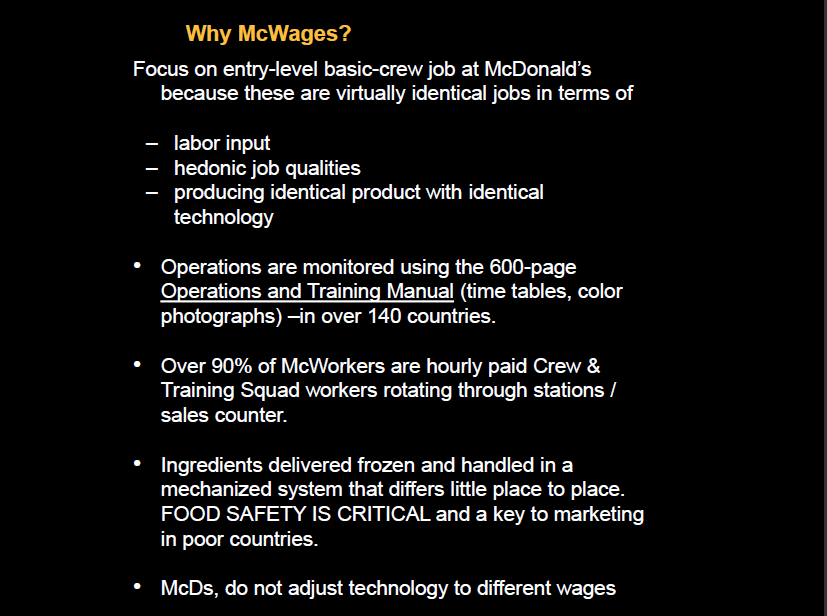 Why McWages?
Focus on entry-level basic-crew job at McDonald’s
because these are virtually identical jobs in terms of
– labor input
– hedonic job qualities
– producing identical product with identical
technology
• Operations are monitored using the 600-page
Operations and Training Manual (time tables, color
photographs) –in over 140 countries.
• Over 90% of McWorkers are hourly paid Crew &
Training Squad workers rotating through stations /
sales counter.
• Ingredients delivered frozen and handled in a
mechanized system that differs little place to place.
FOOD SAFETY IS CRITICAL and a key to marketing
in poor countries.
• McDs, do not adjust technology to different wages